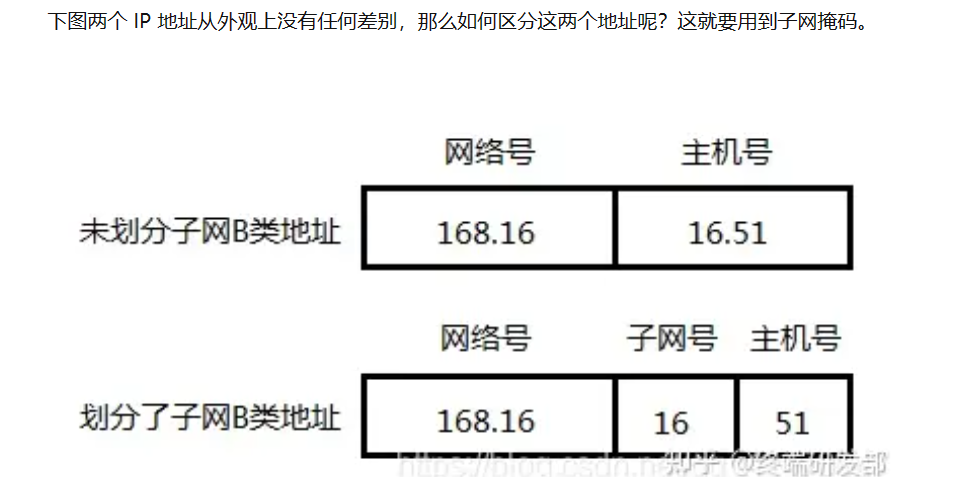 下图两个 IP 地址从外观上没有任何差别，那么如何区分这两个地址呢？这就要用到子网掩码。
网络号 主机号
未划分子网B类地址 168.16 16.51
网络号 子网号 主机号
划分了子网B类地址 168.16 16 51
https://blog.csdn.ne
知乎 @终端研发部